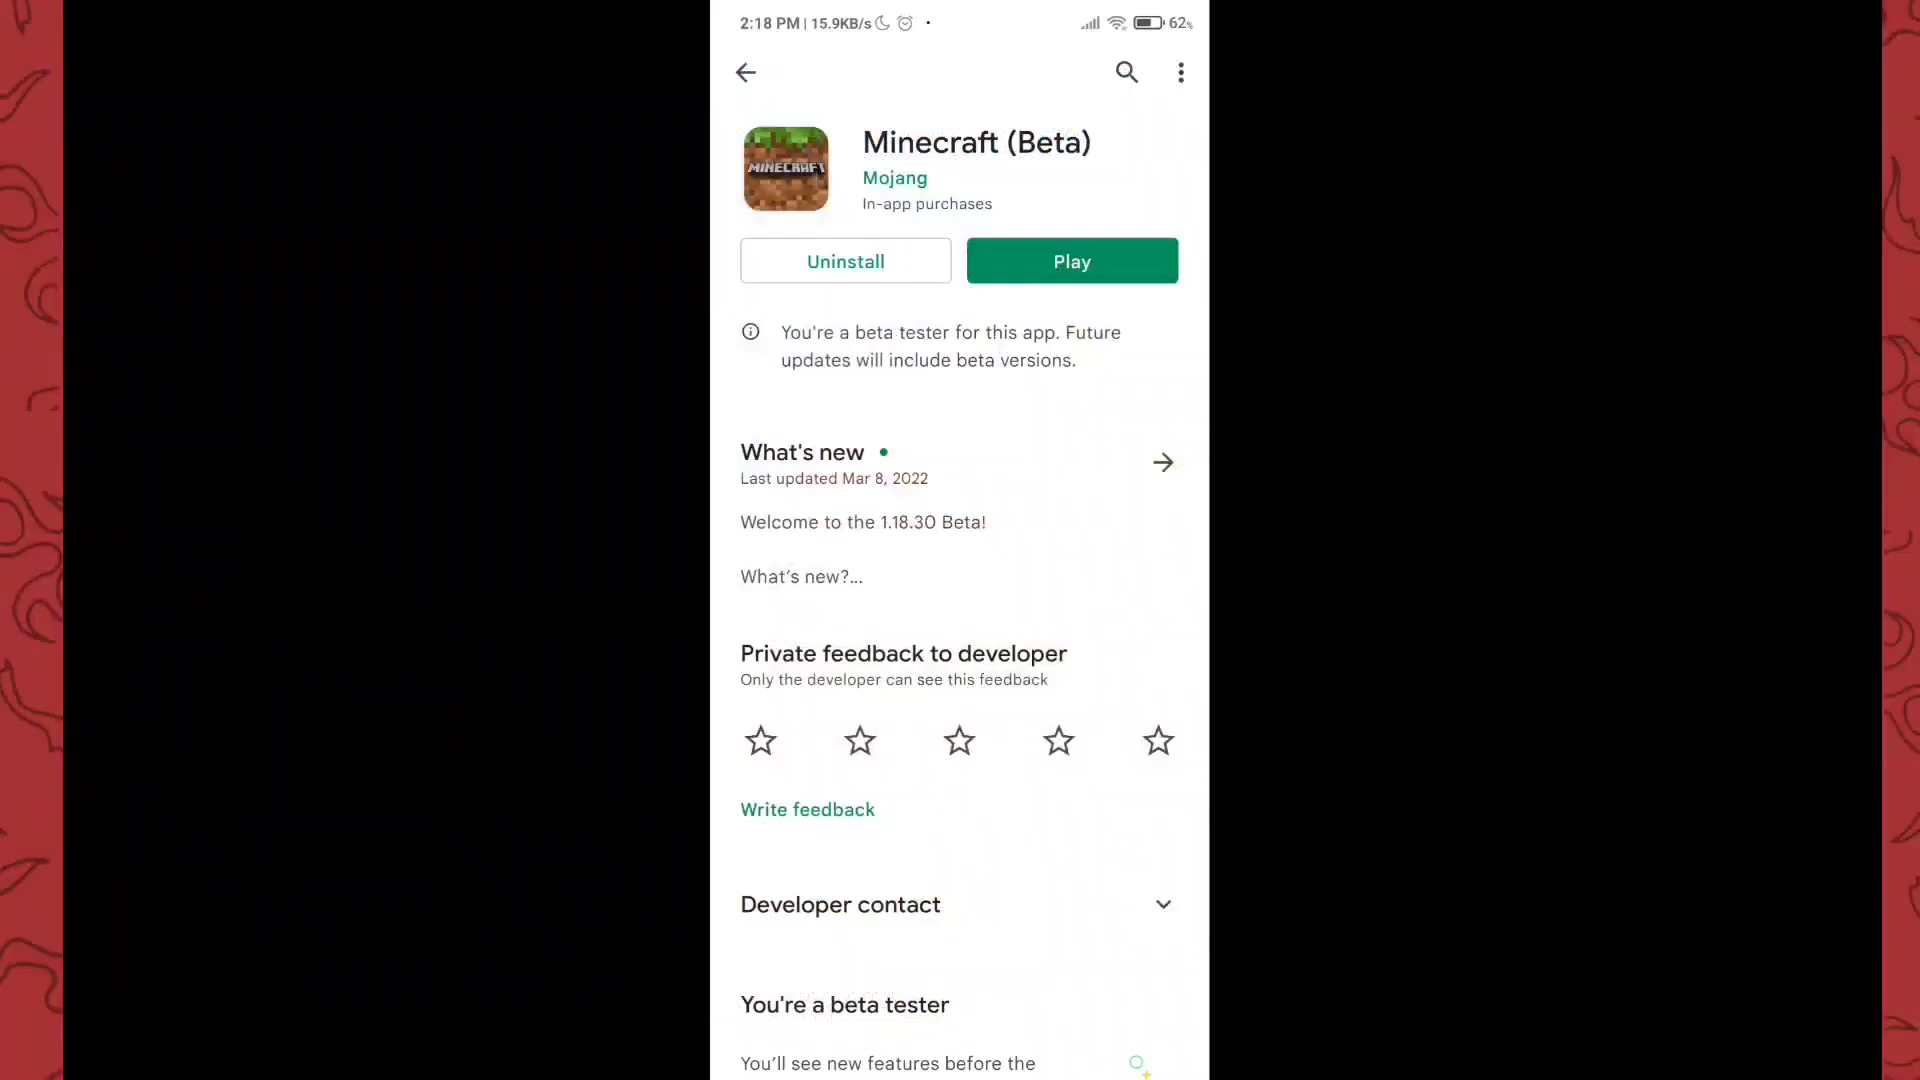 2:18 PM | 15.9KB/s
62%
Minecraft (Beta)
MINECRAFT
Mojang
In-app purchases
Uninstall
Play
You're a beta tester for this app. Future
updates will include beta versions.
What's new
Last updated Mar 8, 2022
Welcome to the 1.18.30 Beta!
What's new?...
Private feedback to developer
Only the developer can see this feedback
Write feedback
Developer contact
You're a beta tester
You'll see new features before the